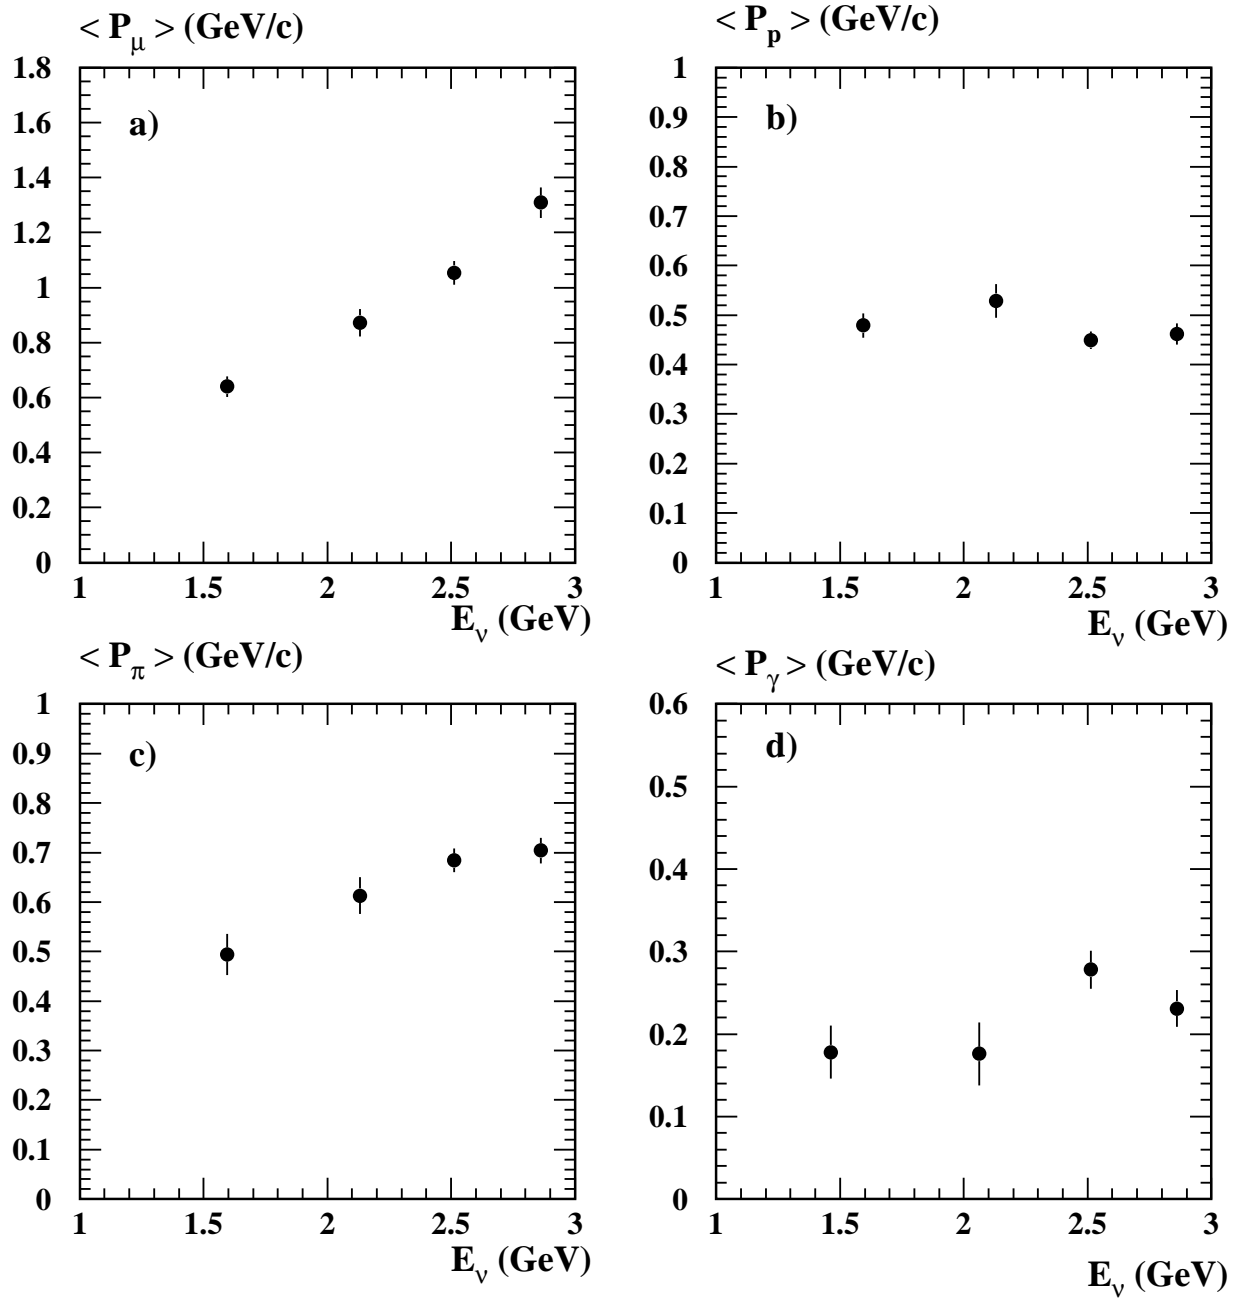 < P_μ > (GeV/c)
1.8
1.6
1.4
1.2
1
0.8
0.6
0.4
0.2
0
a)
1 1.5 2 2.5 3
E_ν (GeV)
< P_p > (GeV/c)
1
0.9
0.8
0.7
0.6
0.5
0.4
0.3
0.2
0.1
0
b)
1 1.5 2 2.5 3
E_ν (GeV)
< P_π > (GeV/c)
1
0.9
0.8
0.7
0.6
0.5
0.4
0.3
0.2
0.1
0
c)
1 1.5 2 2.5 3
E_ν (GeV)
< P_γ > (GeV/c)
0.6
0.5
0.4
0.3
0.2
0.1
0
d)
1 1.5 2 2.5 3
E_ν (GeV)